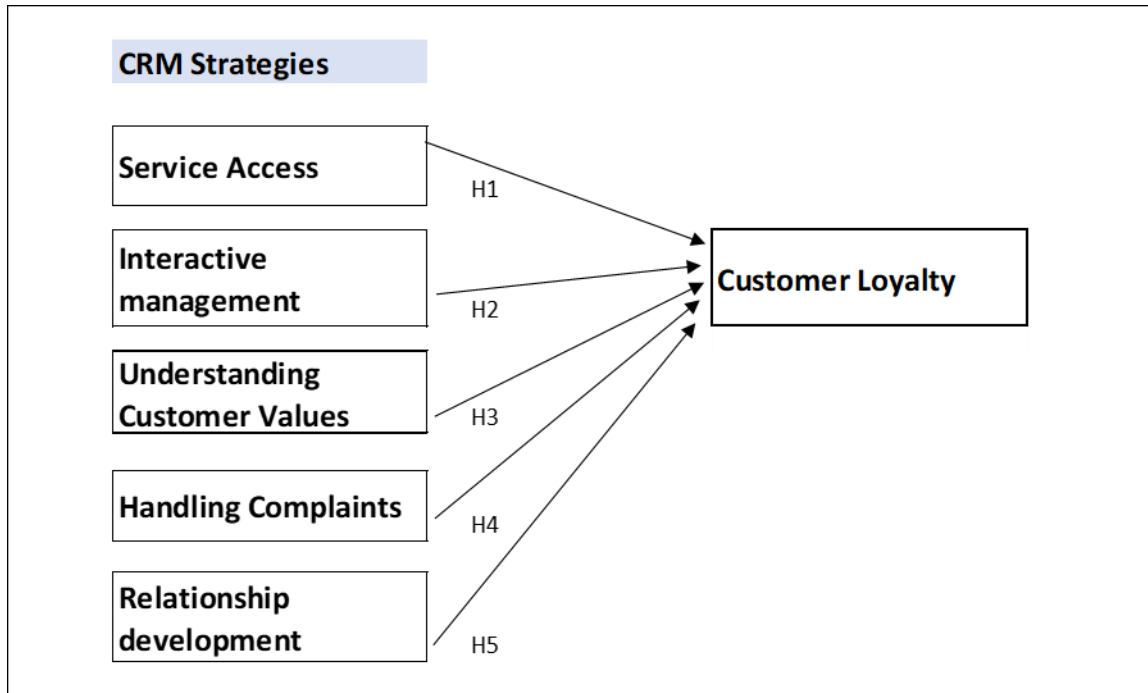 CRM Strategies
Service Access
H1
Interactive
management
H2
Customer Loyalty
Understanding
Customer Values
H3
Handling Complaints
H4
Relationship
development
H5